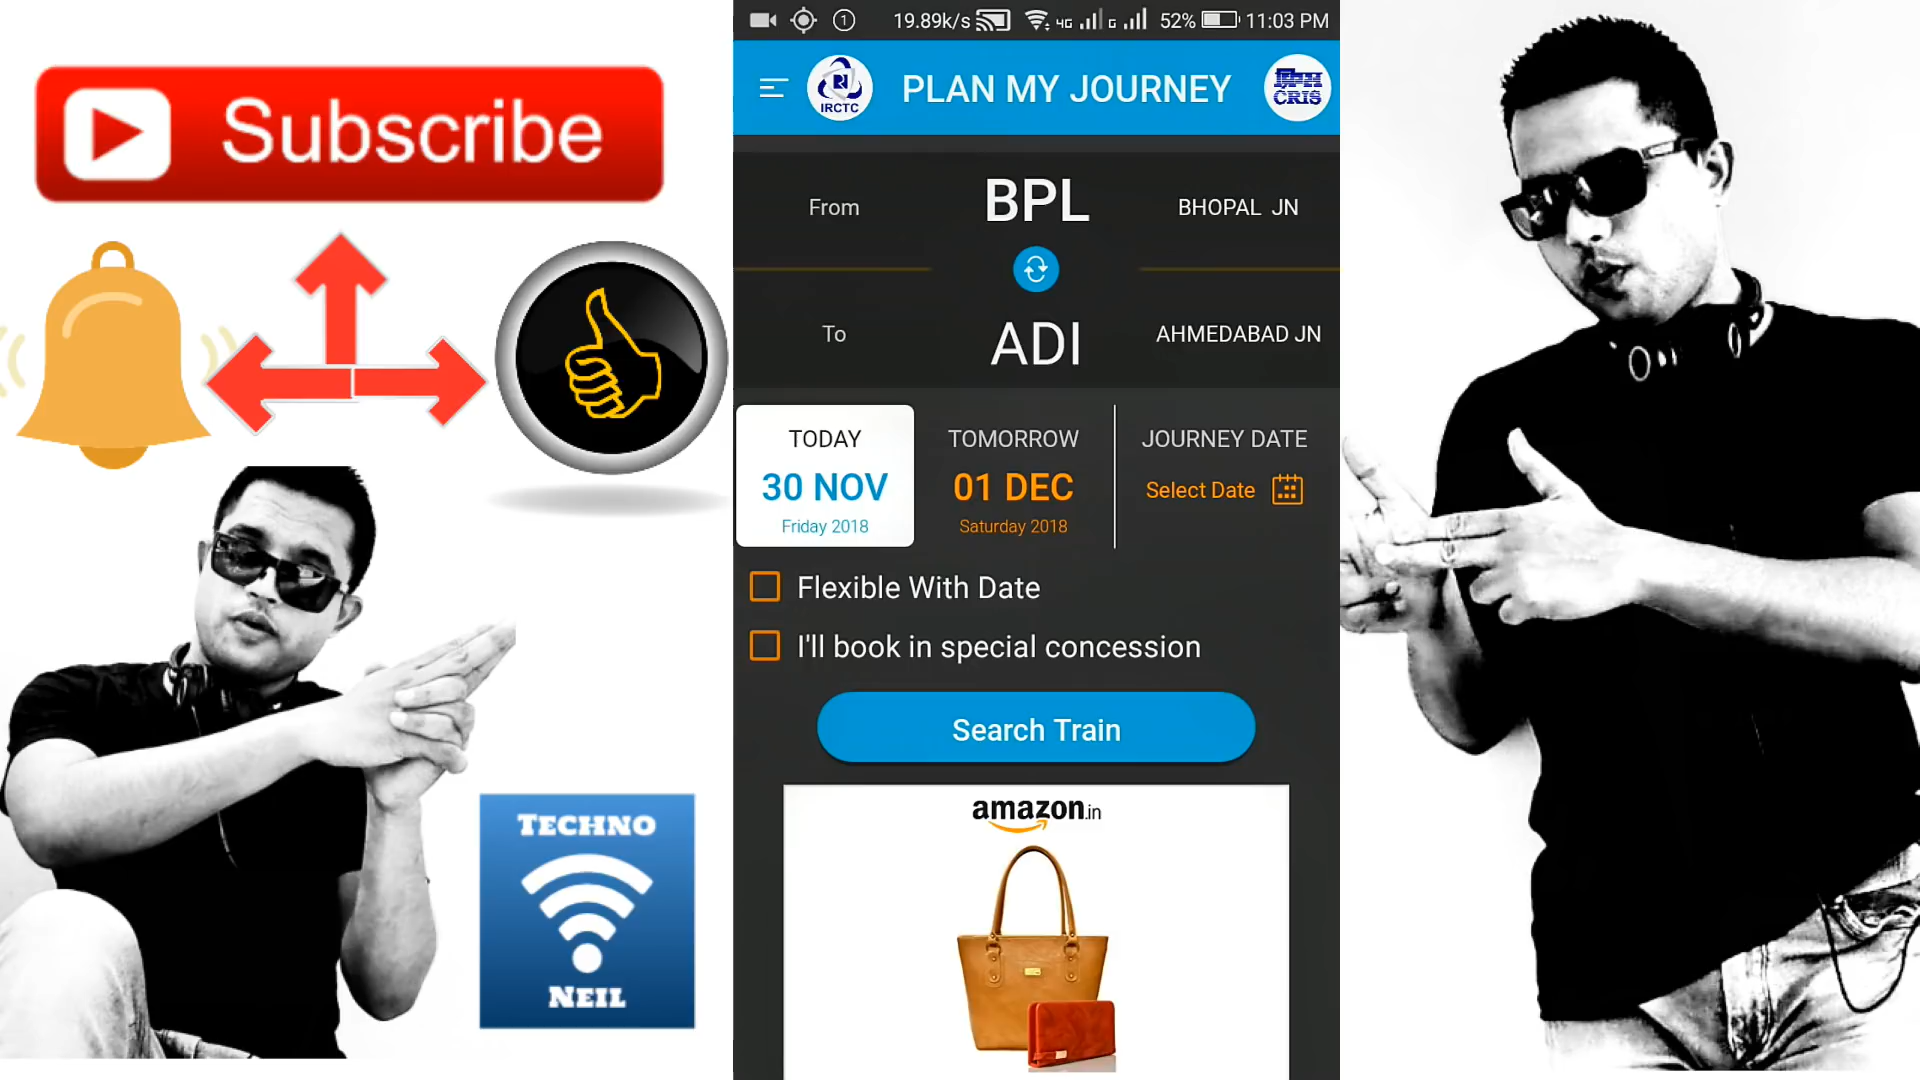 Subscribe
TECHNO
NEIL
19.89k/s 4G G 52% 11:03 PM
IRCTC
PLAN MY JOURNEY
CRIS
From
BPL
BHOPAL JN
To
ADI
AHMEDABAD JN
TODAY
30 NOV
Friday 2018
TOMORROW
01 DEC
Saturday 2018
JOURNEY DATE
Select Date
Flexible With Date
I'll book in special concession
Search Train
amazon.in